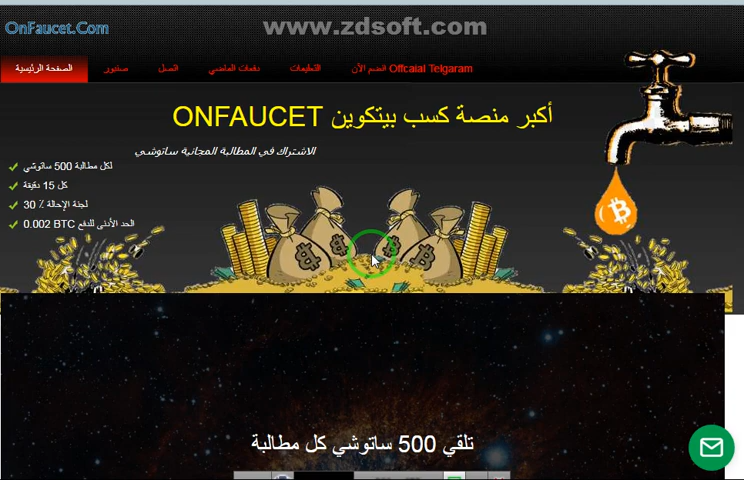 www.zdsoft.com
OnFaucet.Com
الصفحة الرئيسية
صنبور
العمل
دفعات الماضي
التعليمات
انضم الآن Offcaial Telgaram
أكبر منصة كسب بيتكوين ONFAUCET
الاشتراك في المطالبة المجانية ساتوشي
لكل مطالبة 500 ساتوشي
كل 15 دقيقة
لجنة الإحالة ٪ 30
الحد الأدنى للدفع 0.002 BTC
تلقي 500 ساتوشي كل مطالبة